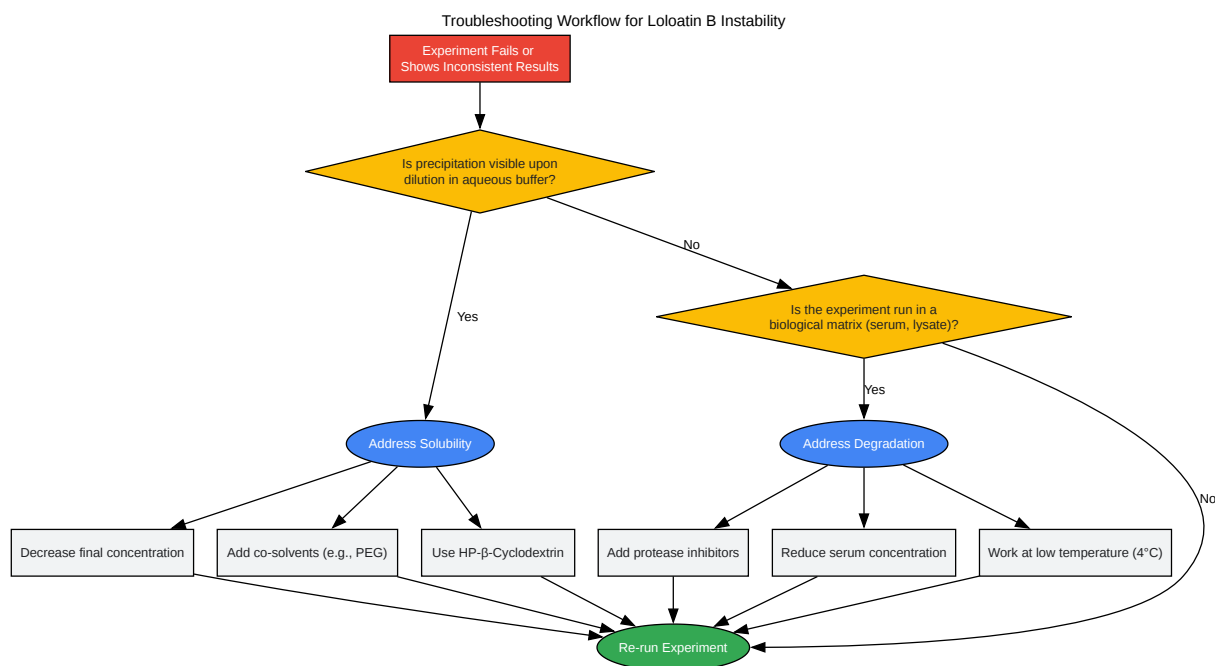 Troubleshooting Workflow for Loloatin B Instability
Experiment Fails or
Shows Inconsistent Results
Is precipitation visible upon
dilution in aqueous buffer?
No
Is the experiment run in a
biological matrix (serum, lysate)?
Yes
Yes
Address Solubility
Address Degradation
No
Decrease final concentration
Add co-solvents (e.g., PEG)
Use HP-β-Cyclodextrin
Add protease inhibitors
Reduce serum concentration
Work at low temperature (4°C)
Re-run Experiment